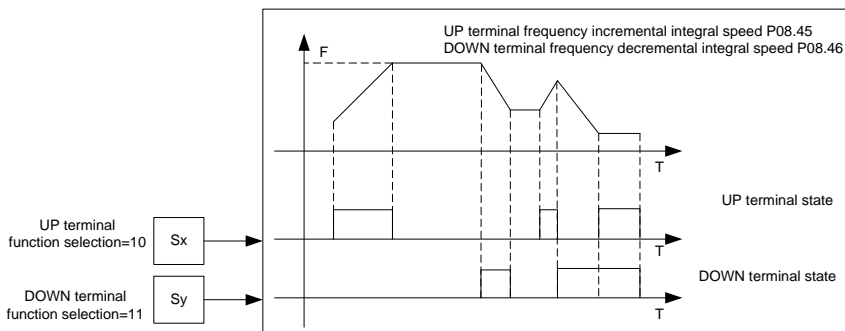 UP terminal frequency incremental integral speed P08.45
DOWN terminal frequency decremental integral speed P08.46
F
T
UP terminal state
UP terminal
function selection=10
Sx
T
DOWN terminal state
DOWN terminal
function selection=11
Sy
T